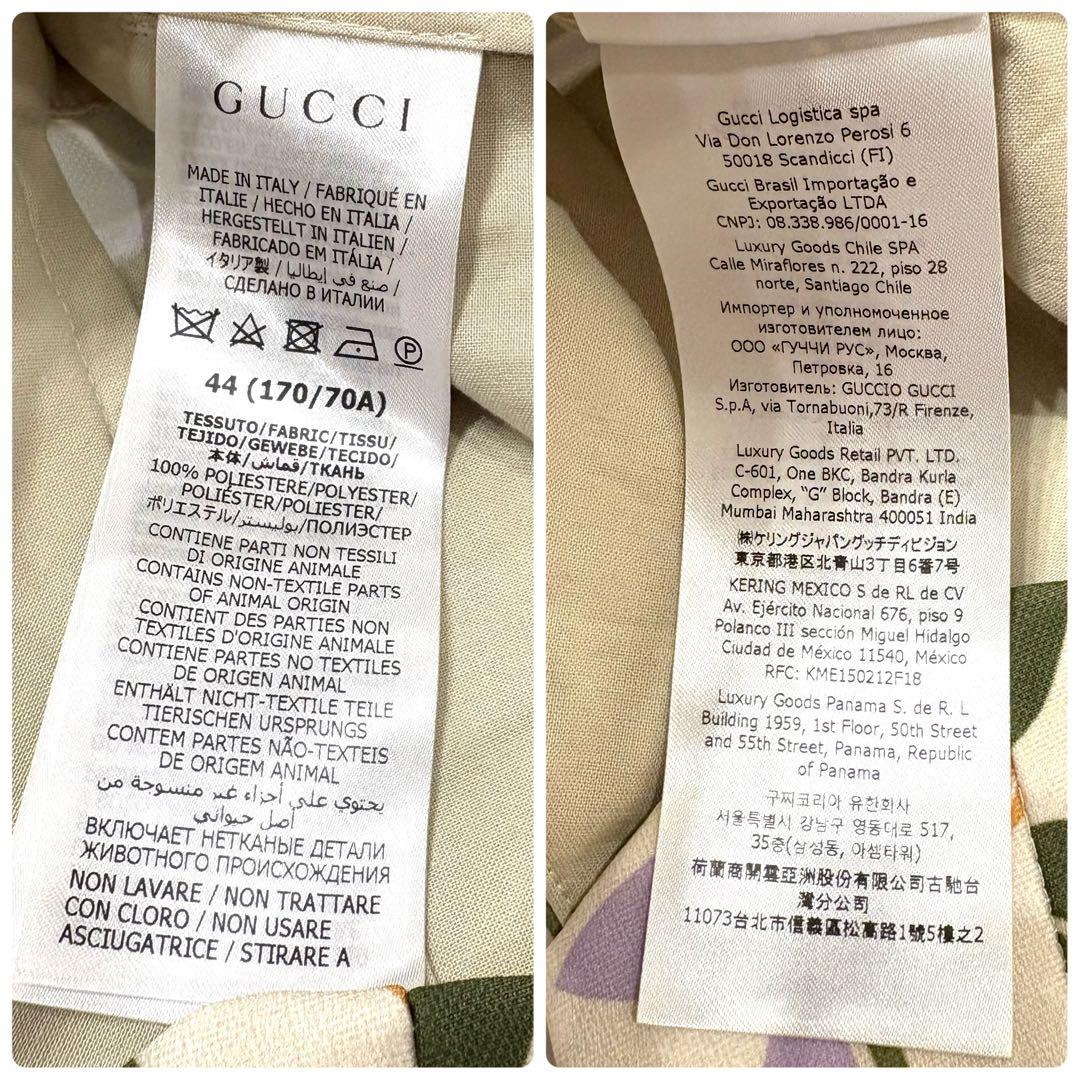 GUCCI
MADE IN ITALY / FABRIQUÉ EN
ITALIE / HECHO EN ITALIA /
HERGESTELLT IN ITALIEN /
FABRICADO EM ITÁLIA /
イタリア製 / صنع في إيطاليا /
СДЕЛАНО В ИТАЛИИ
P
44 (170/70A)
TESSUTO/FABRIC/TISSU/
TEJIDO/GEWEBE/TECIDO/
本体/قماش/ТКАНЬ
100% POLIESTERE/POLYESTER/
POLIÉSTER/POLIESTER/
ポリエステル/بوليستر/ПОЛИЭСТЕР
CONTIENE PARTI NON TESSILI
DI ORIGINE ANIMALE
CONTAINS NON-TEXTILE PARTS
OF ANIMAL ORIGIN
CONTIENT DES PARTIES NON
TEXTILES D'ORIGINE ANIMALE
CONTIENE PARTES NO TEXTILES
DE ORIGEN ANIMAL
ENTHÄLT NICHT-TEXTILE TEILE
TIERISCHEN URSPRUNGS
CONTEM PARTES NÃO-TEXTEIS
DE ORIGEM ANIMAL
يحتوي على أجزاء غير منسوجة من
أصل حيواني
ВКЛЮЧАЕТ НЕТКАНЫЕ ДЕТАЛИ
ЖИВОТНОГО ПРОИСХОЖДЕНИЯ
NON LAVARE / NON TRATTARE
CON CLORO / NON USARE
ASCIUGATRICE / STIRARE A
Gucci Logistica spa
Via Don Lorenzo Perosi 6
50018 Scandicci (FI)
Gucci Brasil Importação e
Exportação LTDA
CNPJ: 08.338.986/0001-16
Luxury Goods Chile SPA
Calle Miraflores n. 222, piso 28
norte, Santiago Chile
Импортер и уполномоченное
изготовителем лицо:
ООО «ГУЧЧИ РУС», Москва,
Петровка, 16
Изготовитель: GUCCIO GUCCI
S.p.A, via Tornabuoni,73/R Firenze,
Italia
Luxury Goods Retail PVT. LTD.
C-601, One BKC, Bandra Kurla
Complex, "G" Block, Bandra (E)
Mumbai Maharashtra 400051 India
㈱ケリングジャパングッチディビジョン
東京都港区北青山3丁目6番7号
KERING MEXICO S de RL de CV
Av. Ejército Nacional 676, piso 9
Polanco III sección Miguel Hidalgo
Ciudad de México 11540, México
RFC: KME150212F18
Luxury Goods Panama S. de R. L
Building 1959, 1st Floor, 50th Street
and 55th Street, Panama, Republic
of Panama
구찌코리아 유한회사
서울특별시 강남구 영동대로 517,
35층(삼성동, 아셈타워)
荷蘭商開雲亞洲股份有限公司古馳台
灣分公司
11073台北市信義區松高路1號5樓之2